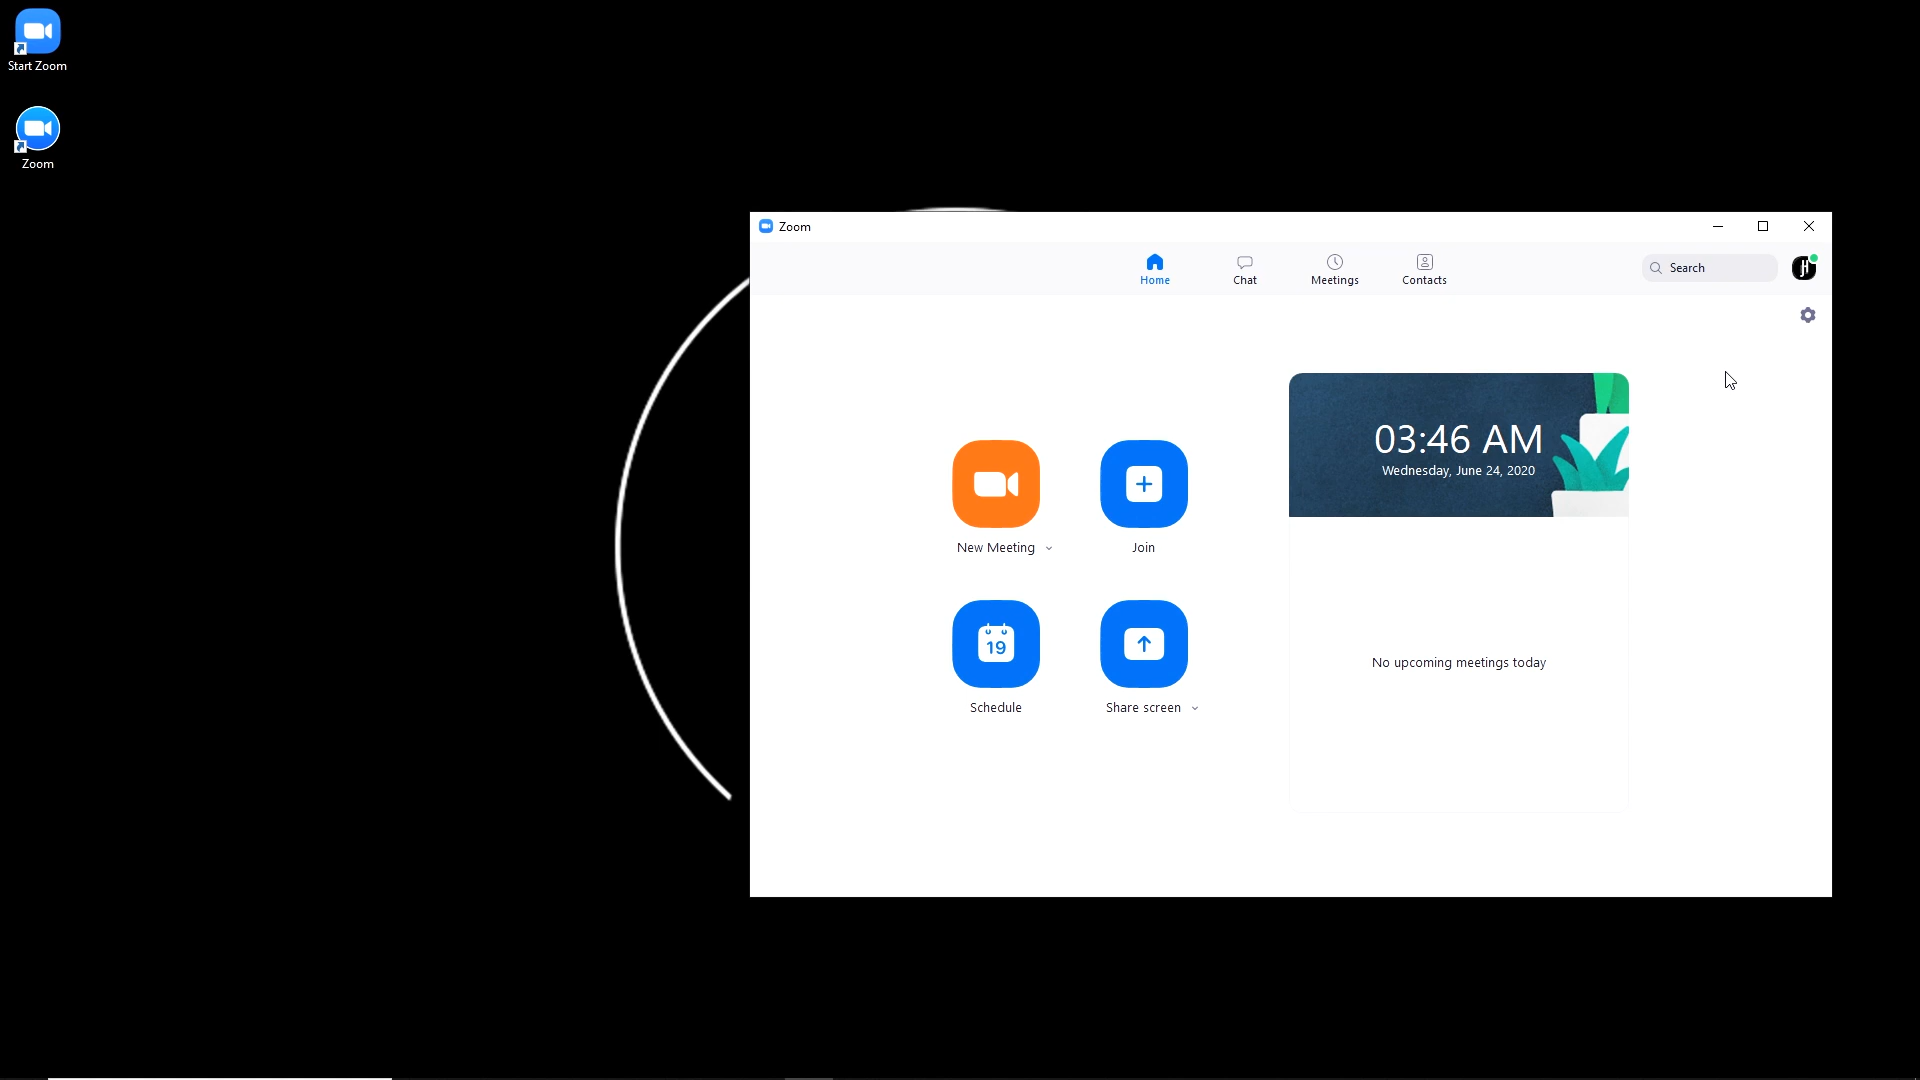 Start Zoom
Zoom
Zoom
Home
Chat
Meetings
Contacts
Search
03:46 AM
Wednesday, June 24, 2020
New Meeting
Join
19
Schedule
Share screen
No upcoming meetings today